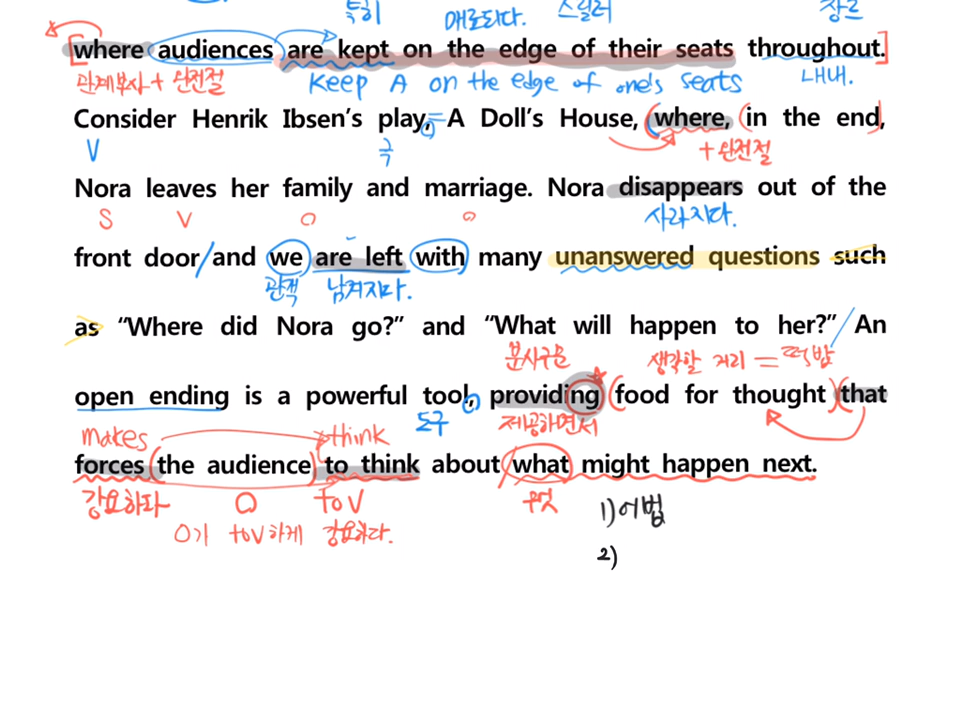 특히 애로되다. 스릴러 장르
[where audiences are kept on the edge of their seats throughout.]
관계부사 + 완전절 keep A on the edge of one's seats 내내.
Consider Henrik Ibsen's play, A Doll's House, (where, (in the end,)
V 극 + 완전절
Nora leaves her family and marriage. Nora disappears out of the
S V O O 사라지다.
front door/and we are left with many unanswered questions such
관객 남겨지다.
as "Where did Nora go?" and "What will happen to her?"/An
분사구문 생각할 거리 = 떡밥
open ending is a powerful tool, providing (food for thought) (that
makes think 도구 제공하면서
forces (the audience) to think about what might happen next.
강요하다 O toV 무엇 1)어법
O가 toV하게 강요하다.
2)